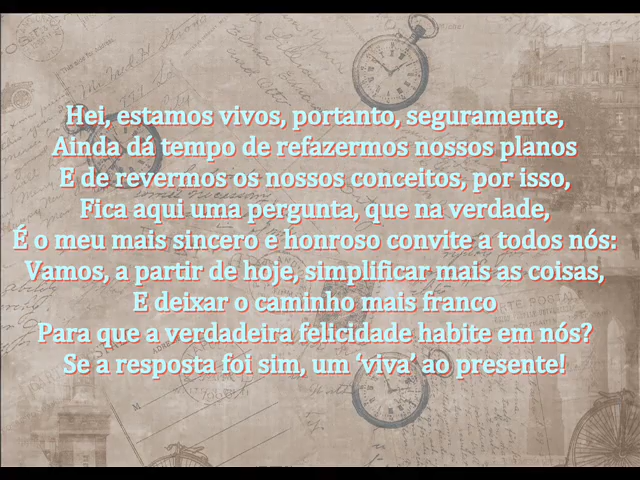 Hei, estamos vivos, portanto, seguramente,
Ainda dá tempo de refazermos nossos planos
E de revermos os nossos conceitos, por isso,
Fica aqui uma pergunta, que na verdade,
É o meu mais sincero e honroso convite a todos nós:
Vamos, a partir de hoje, simplificar mais as coisas,
E deixar o caminho mais franco
Para que a verdadeira felicidade habite em nós?
Se a resposta foi sim, um ‘viva’ ao presente!